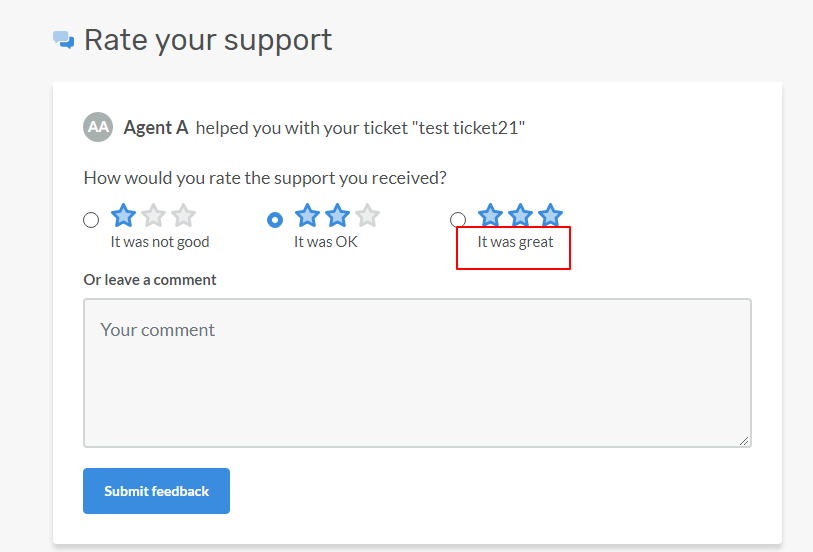 Rate your support
AA Agent A helped you with your ticket "test ticket21"
How would you rate the support you received?
It was not good It was OK It was great
Or leave a comment
Your comment
Submit feedback